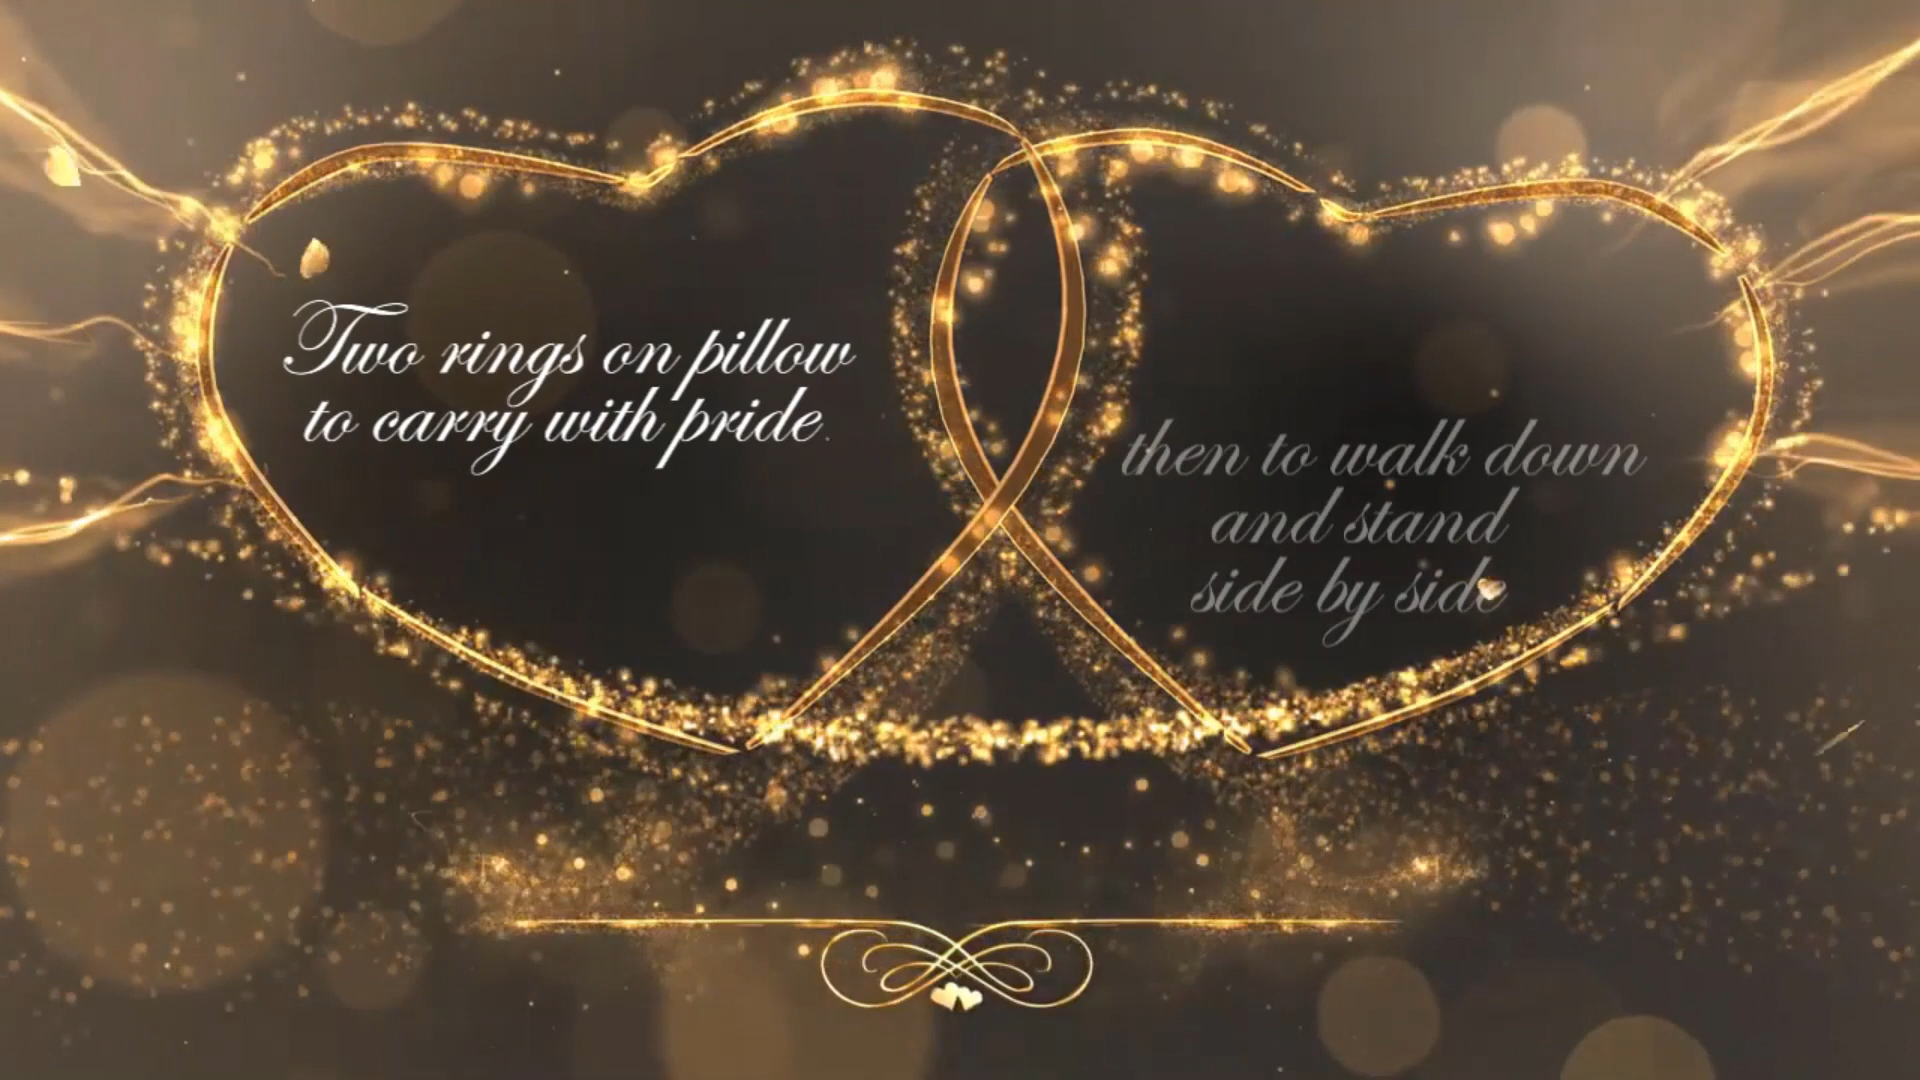 Two rings on pillow
to carry with pride.
then to walk down
and stand
side by side